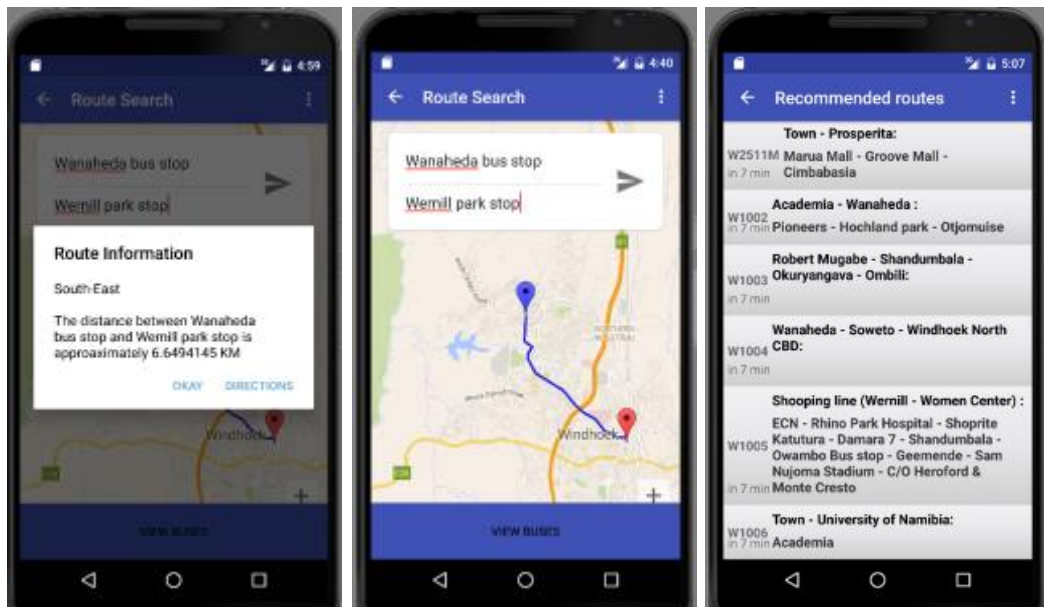 4:59
Route Search
Wanaheda bus stop
Wernill park stop
Route Information
South-East
The distance between Wanaheda
bus stop and Wernill park stop is
approaximately 6.6494145 KM
OKAY DIRECTIONS
Windhoek
VIEW BUSES
4:40
Route Search
Wanaheda bus stop
Wernill park stop
Windhoek
VIEW BUSES
5:07
Recommended routes
Town - Prosperita:
W2511M Marua Mall - Groove Mall -
in 7 min Cimbabasia
Academia - Wanaheda :
W1002
in 7 min Pioneers - Hochland park - Otjomuise
Robert Mugabe - Shandumbala -
W1003 Okuryangava - Ombili:
in 7 min
Wanaheda - Soweto - Windhoek North
W1004 CBD:
in 7 min
Shooping line (Wernill - Women Center) :
ECN - Rhino Park Hospital - Shoprite
Katutura - Damara 7 - Shandumbala -
W1005 Owambo Bus stop - Geemende - Sam
Nujoma Stadium - C/O Heroford &
in 7 min Monte Cresto
Town - University of Namibia:
W1006
in 7 min Academia